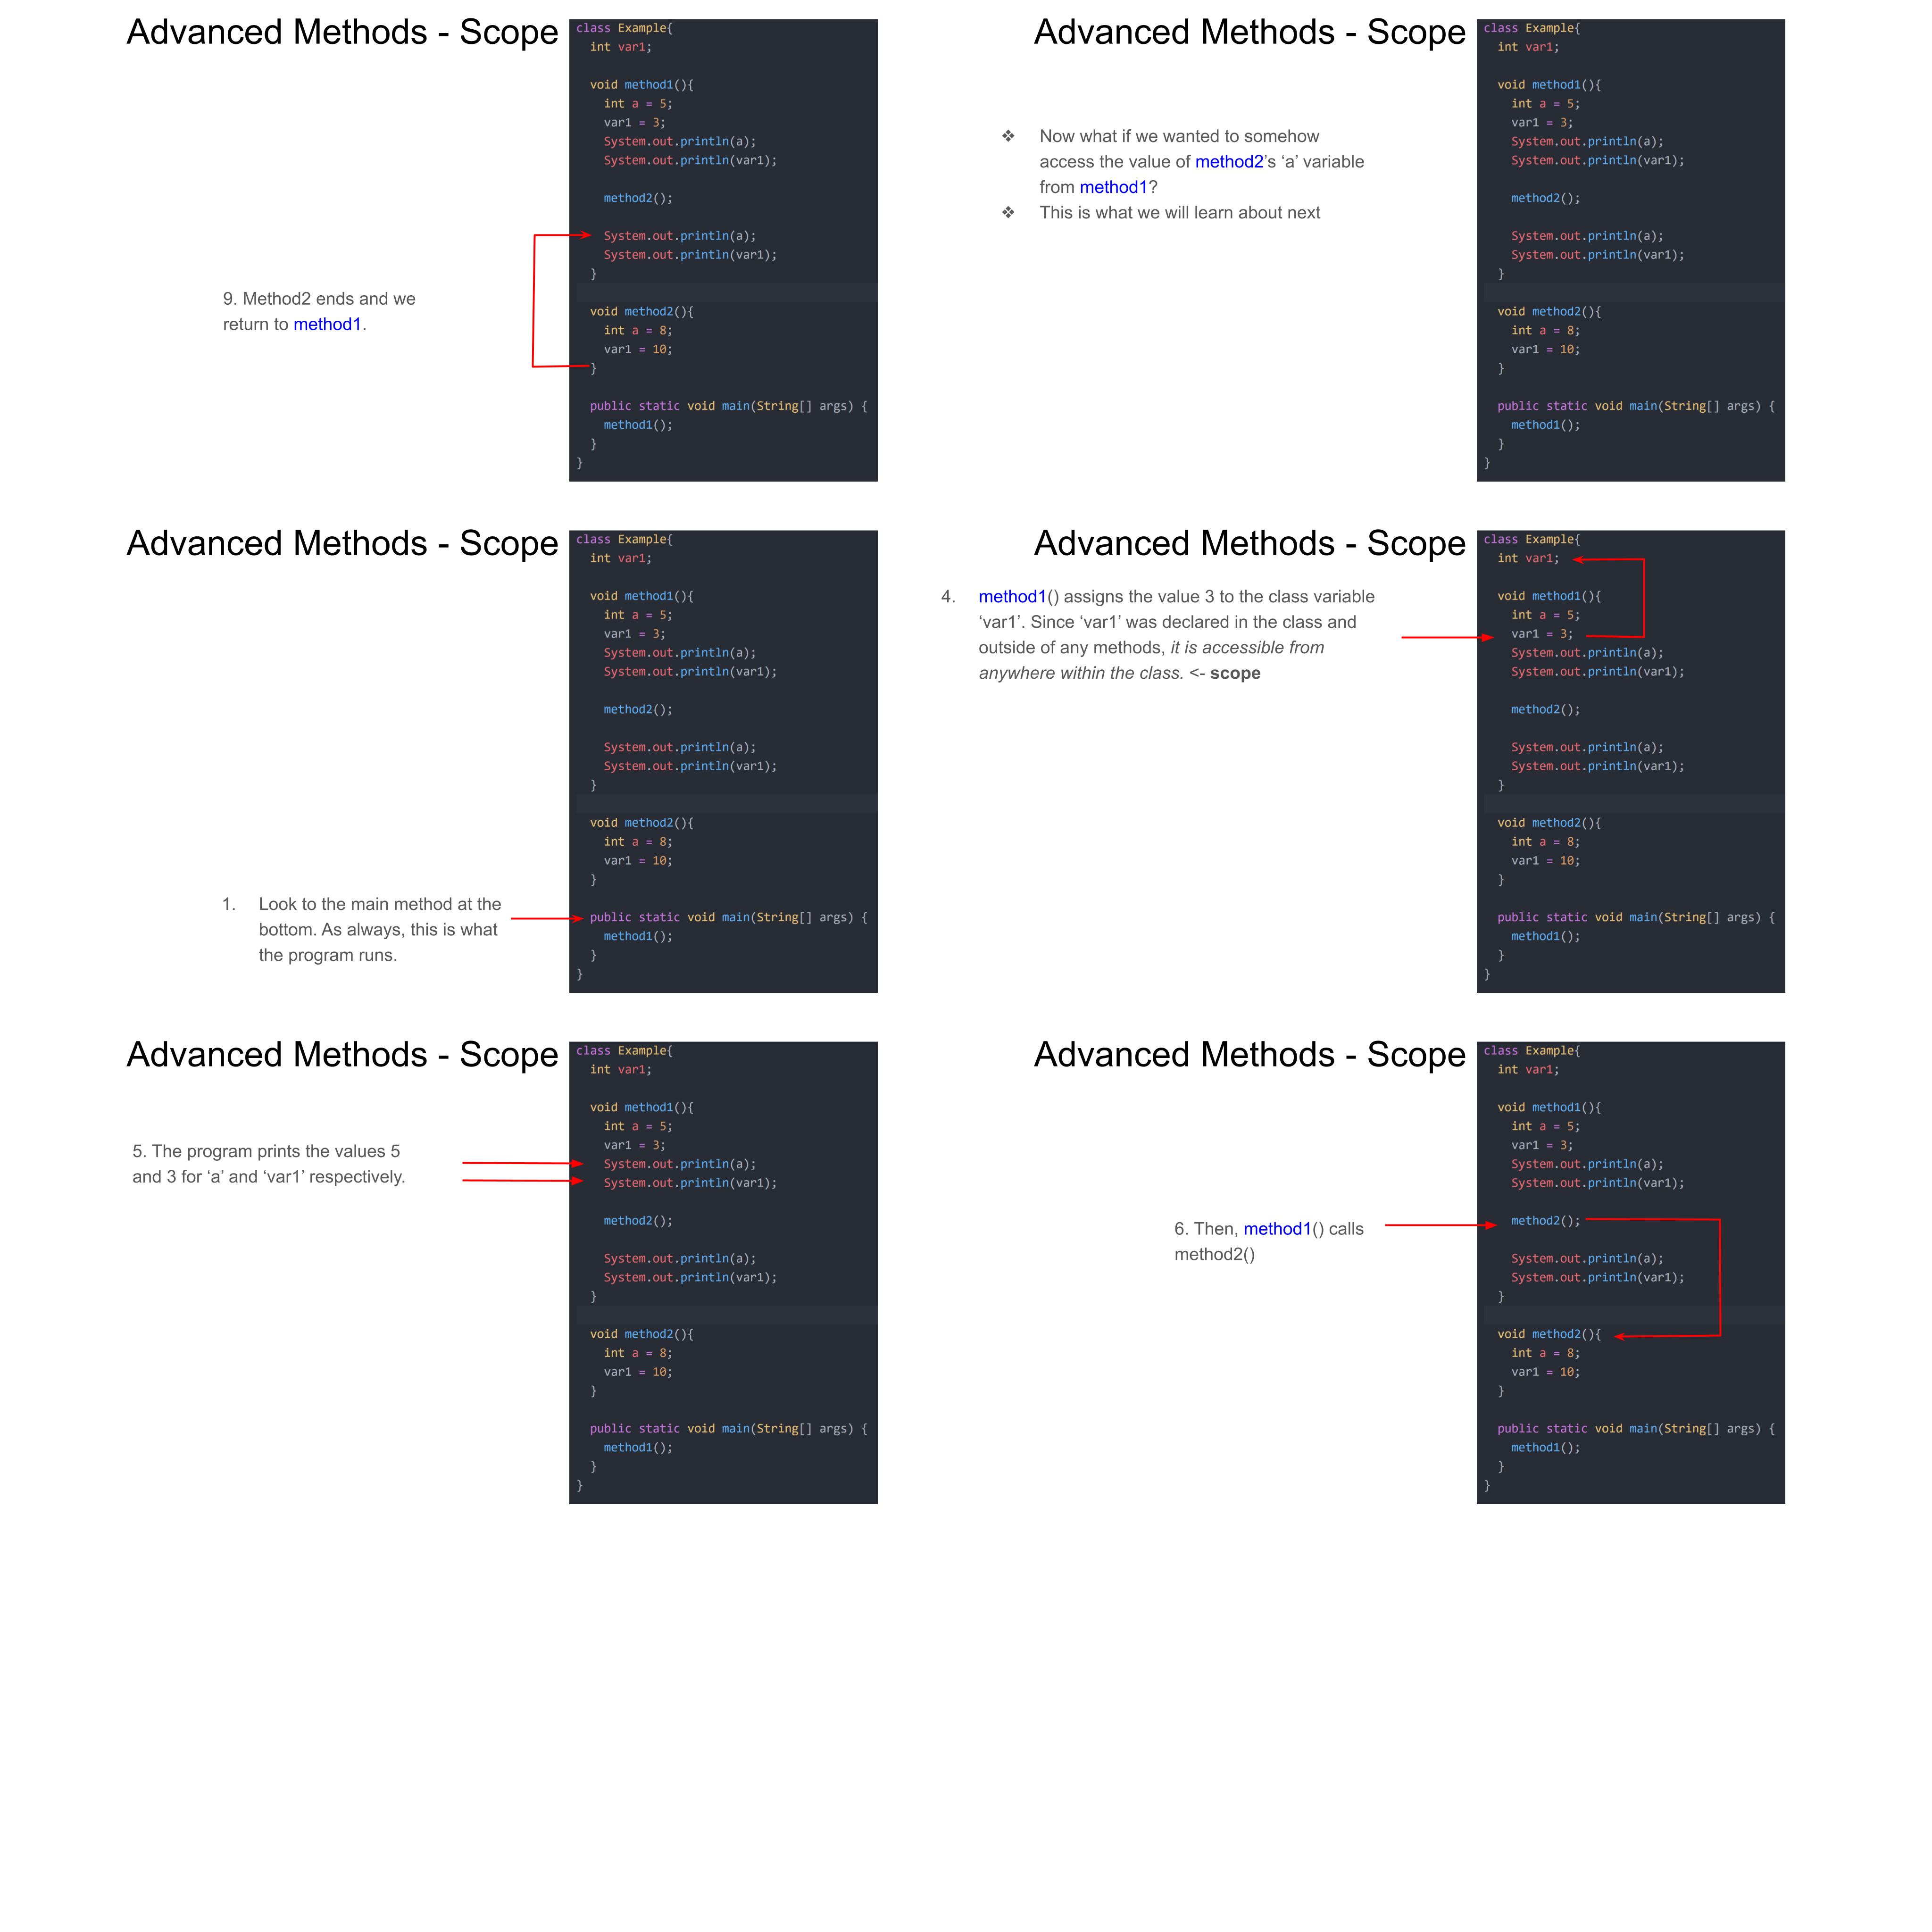 Advanced Methods - Scope
9. Method2 ends and we
return to method1.
class Example{
int var1;
void method1(){
int a = 5;
var1 = 3;
System.out.println(a);
System.out.println(var1);
method2();
System.out.println(a);
System.out.println(var1);
}
void method2(){
int a = 8;
var1 = 10;
}
public static void main(String[] args) {
method1();
}
}
Advanced Methods - Scope
❖ Now what if we wanted to somehow
access the value of method2’s ‘a’ variable
from method1?
❖ This is what we will learn about next
class Example{
int var1;
void method1(){
int a = 5;
var1 = 3;
System.out.println(a);
System.out.println(var1);
method2();
System.out.println(a);
System.out.println(var1);
}
void method2(){
int a = 8;
var1 = 10;
}
public static void main(String[] args) {
method1();
}
}
Advanced Methods - Scope
1. Look to the main method at the
bottom. As always, this is what
the program runs.
class Example{
int var1;
void method1(){
int a = 5;
var1 = 3;
System.out.println(a);
System.out.println(var1);
method2();
System.out.println(a);
System.out.println(var1);
}
void method2(){
int a = 8;
var1 = 10;
}
public static void main(String[] args) {
method1();
}
}
Advanced Methods - Scope
4. method1() assigns the value 3 to the class variable
‘var1’. Since ‘var1’ was declared in the class and
outside of any methods, it is accessible from
anywhere within the class. <- scope
class Example{
int var1;
void method1(){
int a = 5;
var1 = 3;
System.out.println(a);
System.out.println(var1);
method2();
System.out.println(a);
System.out.println(var1);
}
void method2(){
int a = 8;
var1 = 10;
}
public static void main(String[] args) {
method1();
}
}
Advanced Methods - Scope
5. The program prints the values 5
and 3 for ‘a’ and ‘var1’ respectively.
class Example{
int var1;
void method1(){
int a = 5;
var1 = 3;
System.out.println(a);
System.out.println(var1);
method2();
System.out.println(a);
System.out.println(var1);
}
void method2(){
int a = 8;
var1 = 10;
}
public static void main(String[] args) {
method1();
}
}
Advanced Methods - Scope
6. Then, method1() calls
method2()
class Example{
int var1;
void method1(){
int a = 5;
var1 = 3;
System.out.println(a);
System.out.println(var1);
method2();
System.out.println(a);
System.out.println(var1);
}
void method2(){
int a = 8;
var1 = 10;
}
public static void main(String[] args) {
method1();
}
}